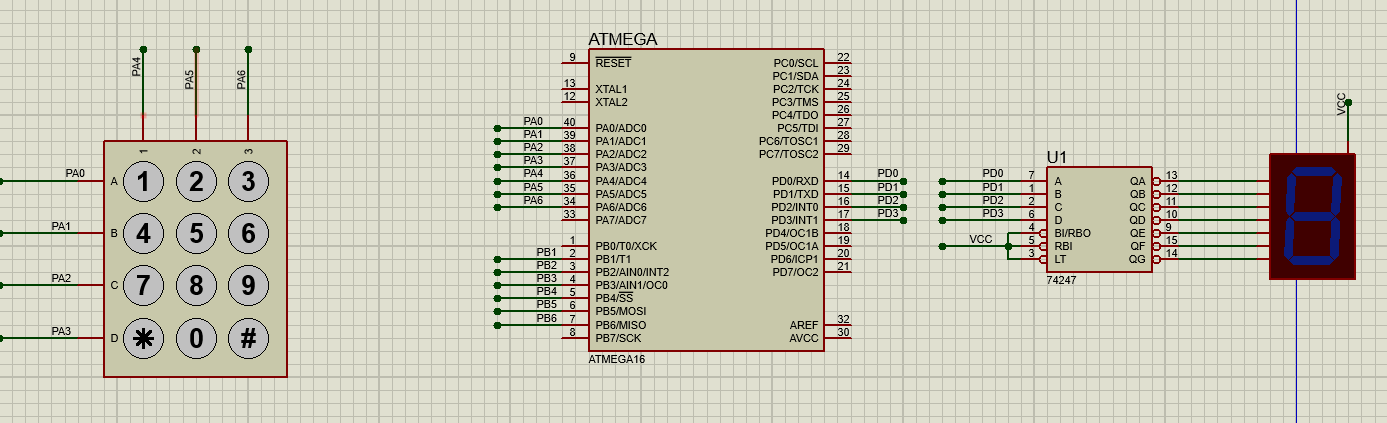 PA4
PA5
PA6
1
2
3
PA0
A
PA1
B
PA2
C
PA3
D
1 2 3
4 5 6
7 8 9
* 0 #
ATMEGA
9 RESET
13 XTAL1
12 XTAL2
PA0 40 PA0/ADC0
PA1 39 PA1/ADC1
PA2 38 PA2/ADC2
PA3 37 PA3/ADC3
PA4 36 PA4/ADC4
PA5 35 PA5/ADC5
PA6 34 PA6/ADC6
33 PA7/ADC7
1 PB0/T0/XCK
PB1 2 PB1/T1
PB2 3 PB2/AIN0/INT2
PB3 4 PB3/AIN1/OC0
PB4 5 PB4/SS
PB5 6 PB5/MOSI
PB6 7 PB6/MISO
8 PB7/SCK
PC0/SCL 22
PC1/SDA 23
PC2/TCK 24
PC3/TMS 25
PC4/TDO 26
PC5/TDI 27
PC6/TOSC1 28
PC7/TOSC2 29
PD0/RXD 14 PD0
PD1/TXD 15 PD1
PD2/INT0 16 PD2
PD3/INT1 17 PD3
PD4/OC1B 18
PD5/OC1A 19
PD6/ICP1 20
PD7/OC2 21
AREF 32
AVCC 30
ATMEGA16
U1
PD0 7 A QA 13
PD1 1 B QB 12
PD2 2 C QC 11
PD3 6 D QD 10
4 BI/RBO QE 9
VCC 5 RBI QF 15
3 LT QG 14
74247
VCC